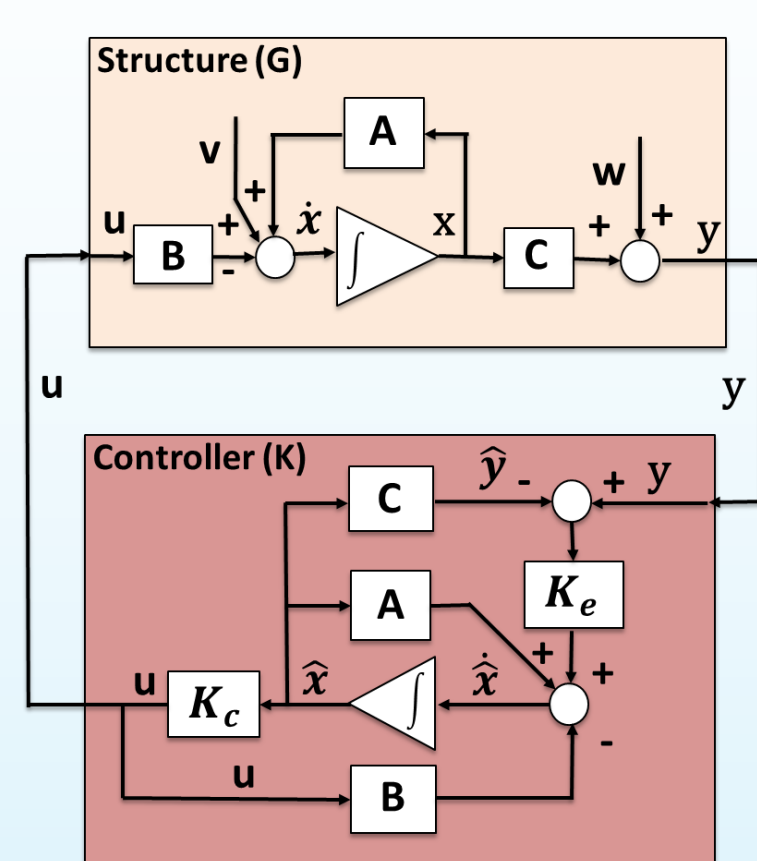 Structure (G)
A
v
+
w
u
+
ẋ
x
+
+
y
B
-
∫
C
u
y
Controller (K)
C
ŷ
-
+
y
A
K_e
+
+
u
K_c
x̂
∫
x̂̇
-
u
B